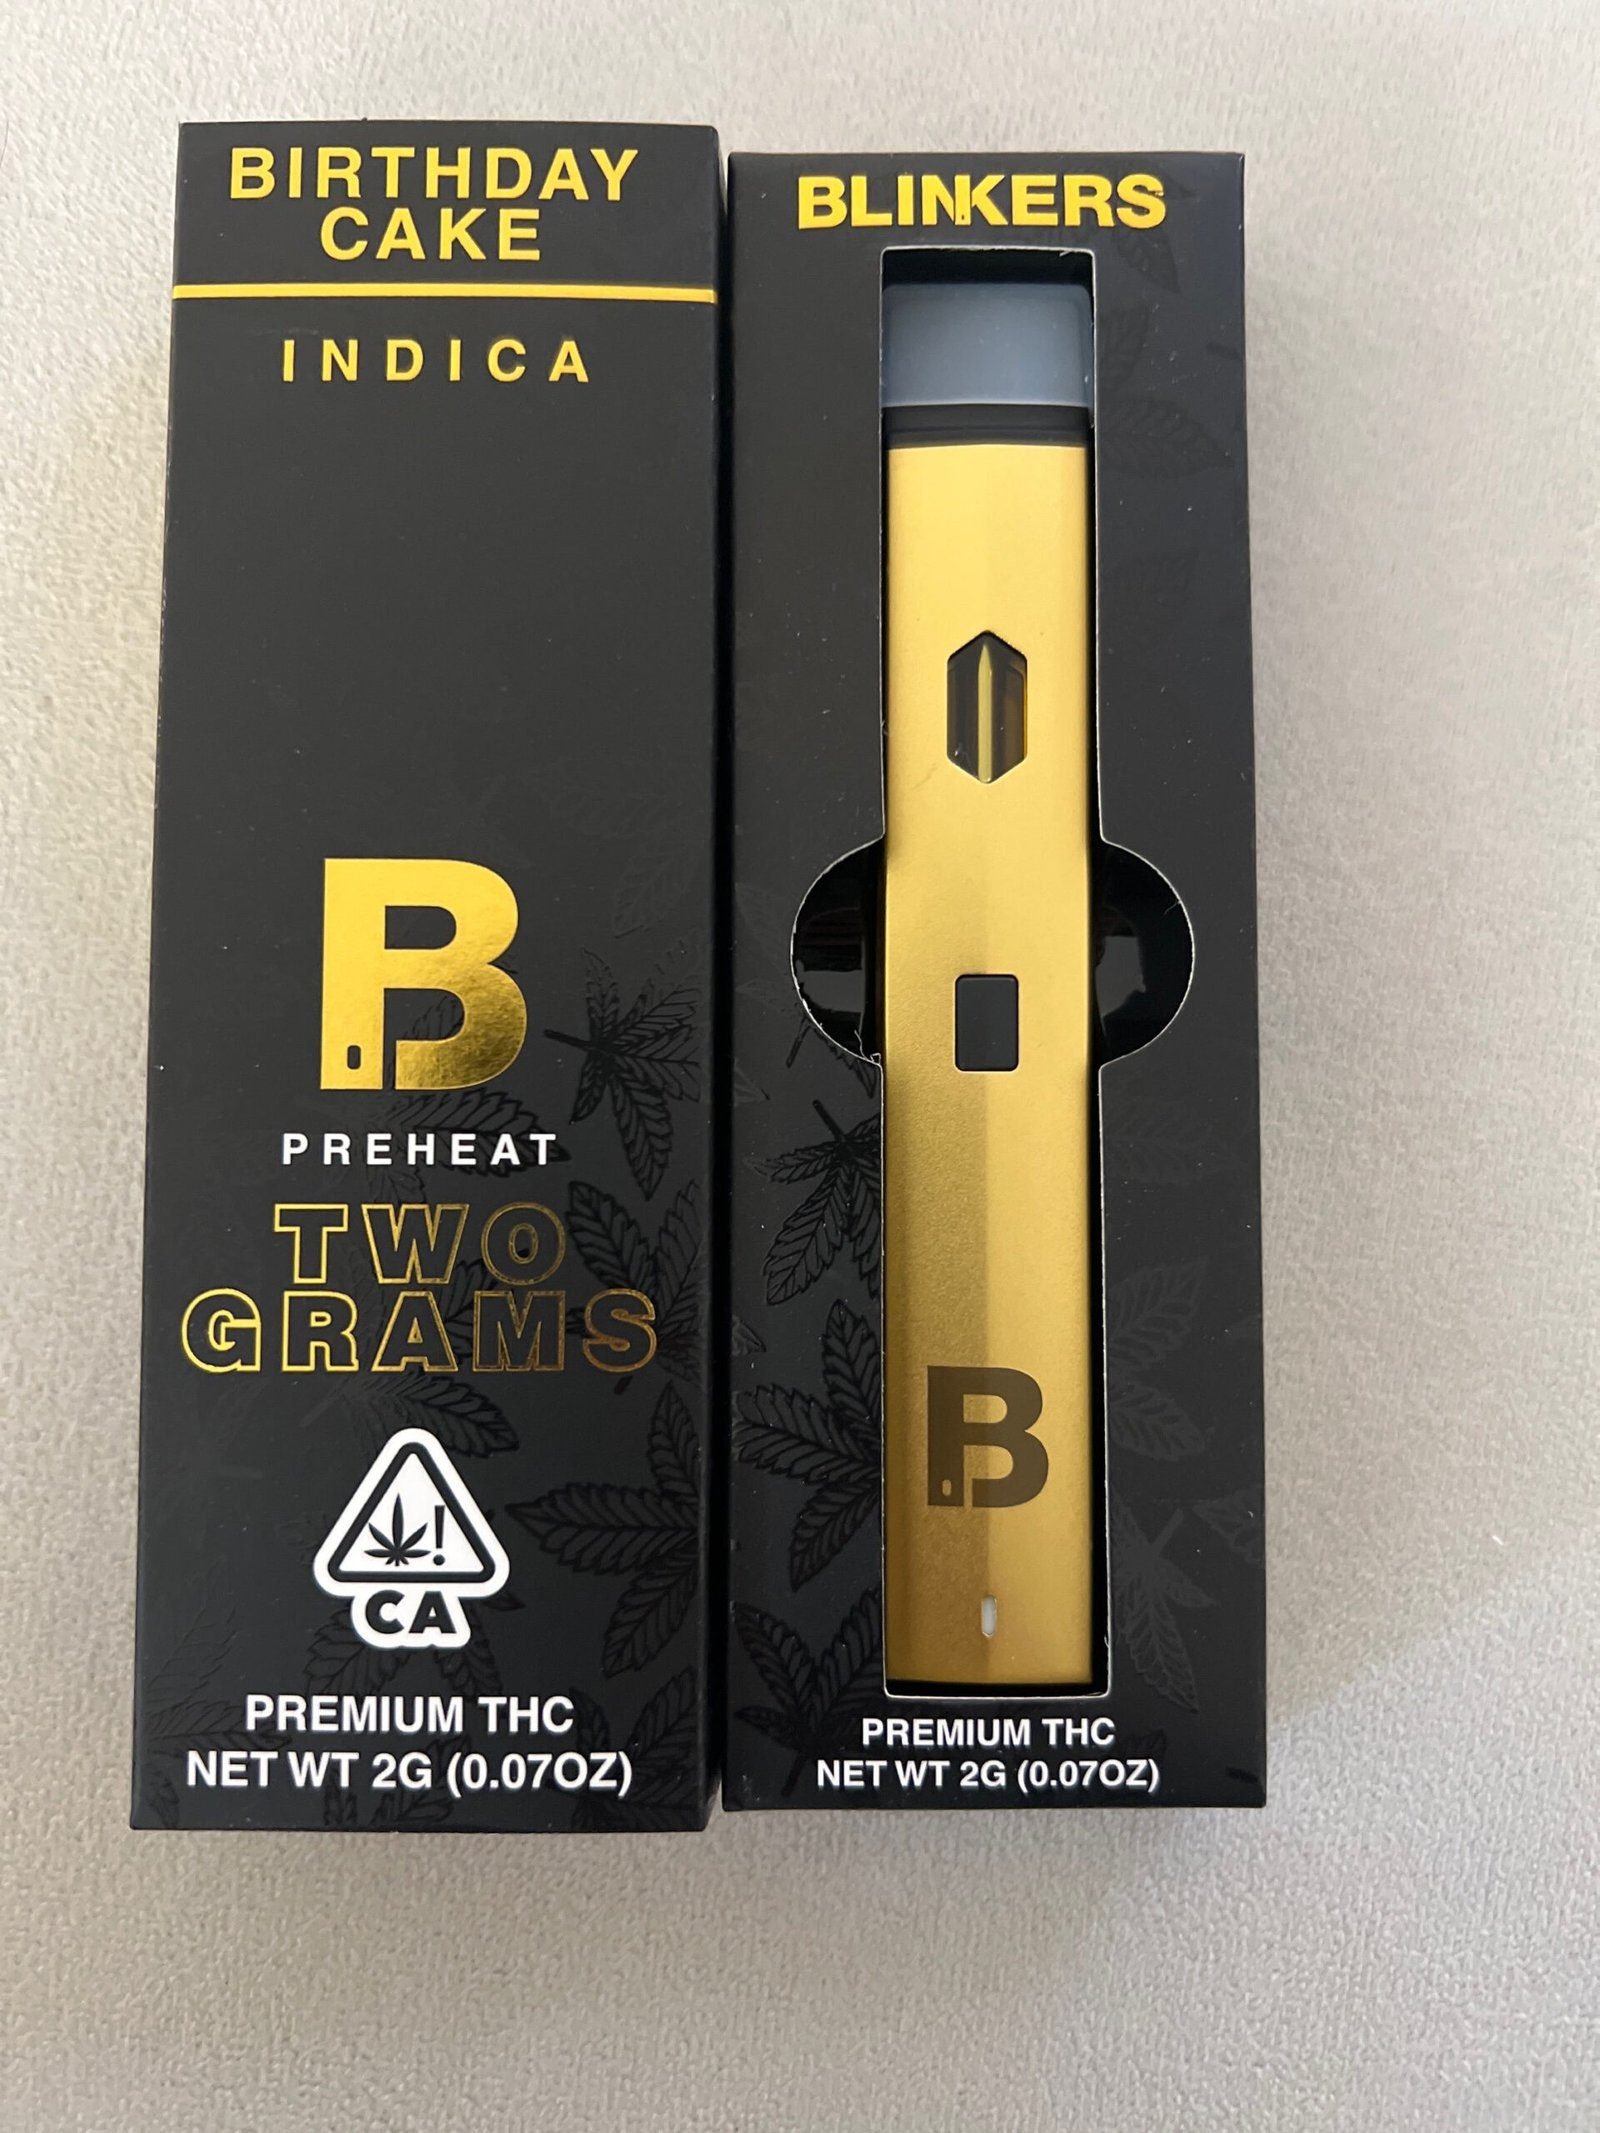 BIRTHDAY
CAKE
INDICA
B
PREHEAT
TWO
GRAMS
!
CA
PREMIUM THC
NET WT 2G (0.07OZ)
BLINKERS
B
PREMIUM THC
NET WT 2G (0.07OZ)